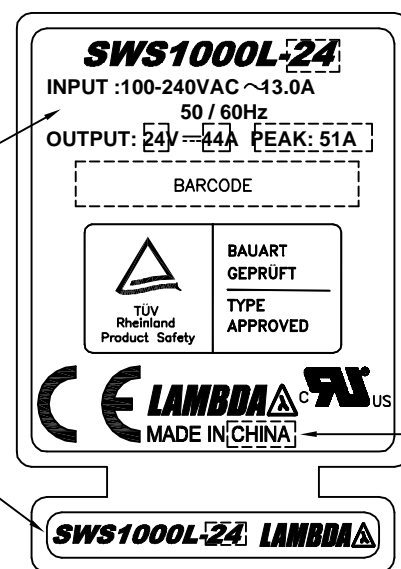 SWS1000L-24
INPUT :100-240VAC ~13.0A
50 / 60Hz
OUTPUT: 24V ⎓ 44A PEAK: 51A
BARCODE
TÜV
Rheinland
Product Safety
BAUART
GEPRÜFT
TYPE
APPROVED
CE LAMBDA λ c RU US
MADE IN CHINA
SWS1000L-24 LAMBDA λ